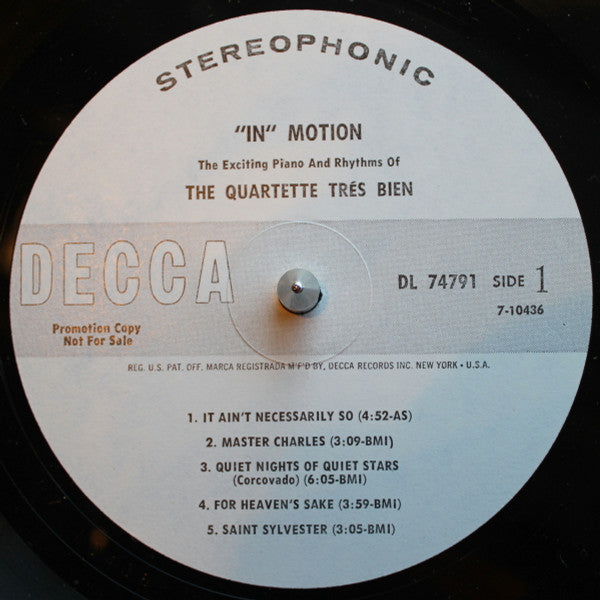 STEREOPHONIC
"IN" MOTION
The Exciting Piano And Rhythms Of
THE QUARTETTE TRÉS BIEN
DECCA
DL 74791 SIDE 1
7-10436
Promotion Copy
Not For Sale
REG. U.S. PAT. OFF. MARCA REGISTRADA M'F'D BY, DECCA RECORDS INC. NEW YORK • U.S.A.
1. IT AIN'T NECESSARILY SO (4:52-AS)
2. MASTER CHARLES (3:09-BMI)
3. QUIET NIGHTS OF QUIET STARS
(Corcovado) (6:05-BMI)
4. FOR HEAVEN'S SAKE (3:59-BMI)
5. SAINT SYLVESTER (3:05-BMI)